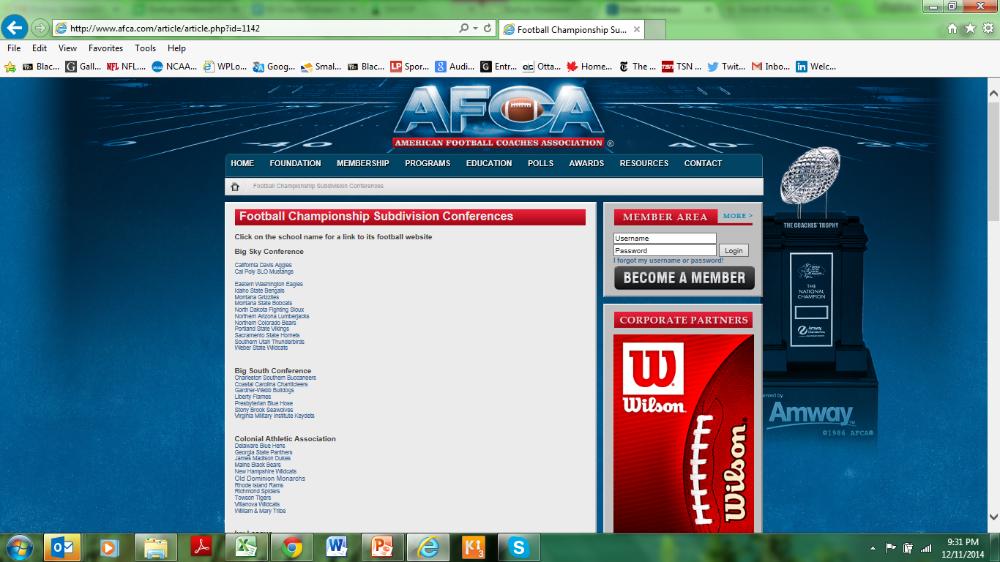 http://www.afca.com/article/article.php?id=1142
Football Championship Su...
File Edit View Favorites Tools Help
Blac... Gall... NFL NFL.... NCAA... WPLo... Goog... Smal... Blac... LP Spor... Audi... Entr... Otta... Home... The ... TSN ... Twit... Inbo... Welc...
AFCA
AMERICAN FOOTBALL COACHES ASSOCIATION ®
HOME FOUNDATION MEMBERSHIP PROGRAMS EDUCATION POLLS AWARDS RESOURCES CONTACT
Football Championship Subdivision Conferences
Football Championship Subdivision Conferences
Click on the school name for a link to its football website
Big Sky Conference
California Davis Aggies
Cal Poly SLO Mustangs
Eastern Washington Eagles
Idaho State Bengals
Montana Grizzlies
Montana State Bobcats
North Dakota Fighting Sioux
Northern Arizona Lumberjacks
Northern Colorado Bears
Portland State Vikings
Sacramento State Hornets
Southern Utah Thunderbirds
Weber State Wildcats
Big South Conference
Charleston Southern Buccaneers
Coastal Carolina Chanticleers
Gardner-Webb Bulldogs
Liberty Flames
Presbyterian Blue Hose
Stony Brook Seawolves
Virginia Military Institute Keydets
Colonial Athletic Association
Delaware Blue Hens
Georgia State Panthers
James Madison Dukes
Maine Black Bears
New Hampshire Wildcats
Old Dominion Monarchs
Rhode Island Rams
Richmond Spiders
Towson Tigers
Villanova Wildcats
William & Mary Tribe
MEMBER AREA MORE >
Username
Password Login
I forgot my username or password!
BECOME A MEMBER
CORPORATE PARTNERS
W
Wilson.
Wilson
THE COACHES' TROPHY
THE
NATIONAL
CHAMPION
Amway
ented by
Amway
©1986 AFCA®
9:31 PM
12/11/2014